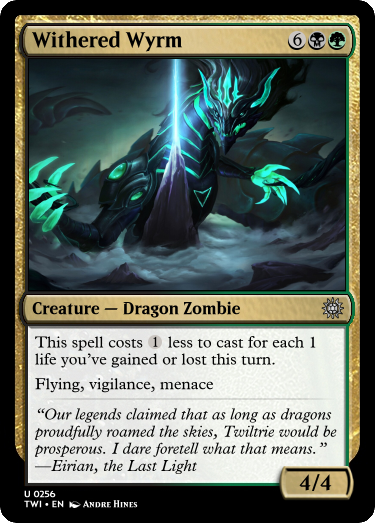 Withered Wyrm 6
Creature — Dragon Zombie
This spell costs 1 less to cast for each 1
life you've gained or lost this turn.
Flying, vigilance, menace
“Our legends claimed that as long as dragons
proudfully roamed the skies, Twiltrie would be
prosperous. I dare foretell what that means.”
—Eirian, the Last Light
4/4
U 0256
TWI • EN Andre Hines